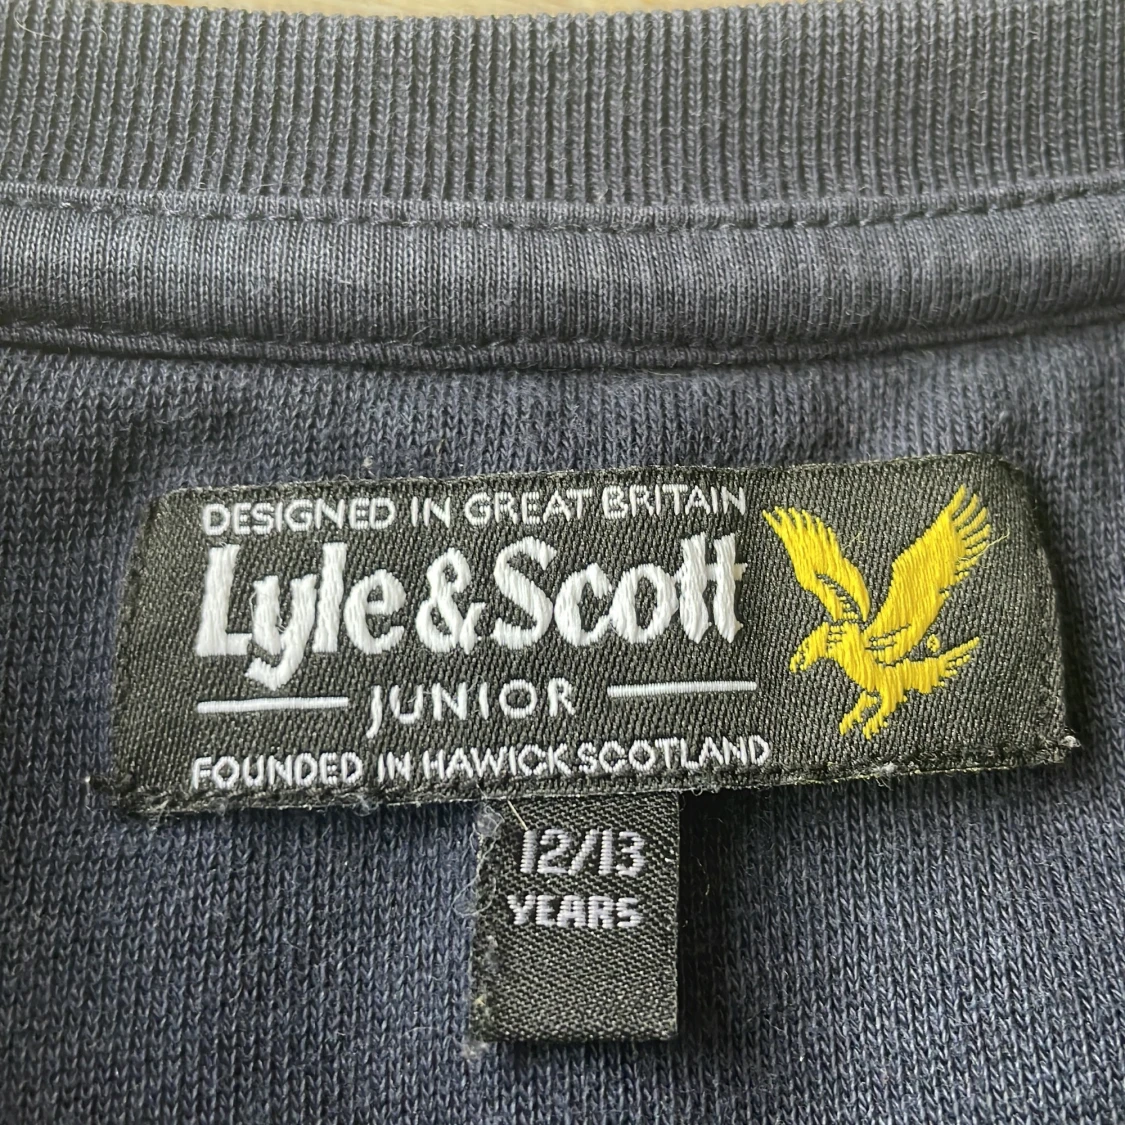 DESIGNED IN GREAT BRITAIN
Lyle & Scott
JUNIOR
FOUNDED IN HAWICK SCOTLAND
12/13
YEARS